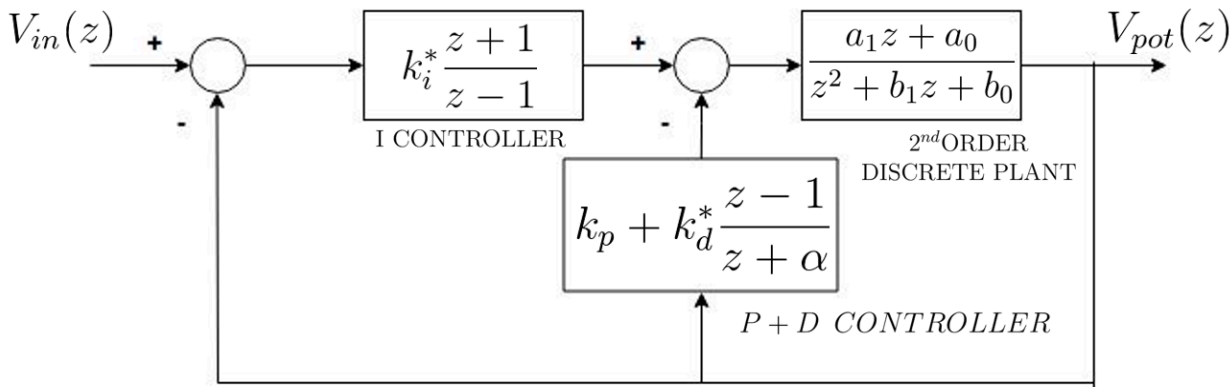 V_{in}(z)
+
-
k_i^* \frac{z+1}{z-1}
I CONTROLLER
+
-
\frac{a_1 z + a_0}{z^2 + b_1 z + b_0}
2^{nd}ORDER
DISCRETE PLANT
V_{pot}(z)
k_p + k_d^* \frac{z-1}{z+\alpha}
P + D CONTROLLER